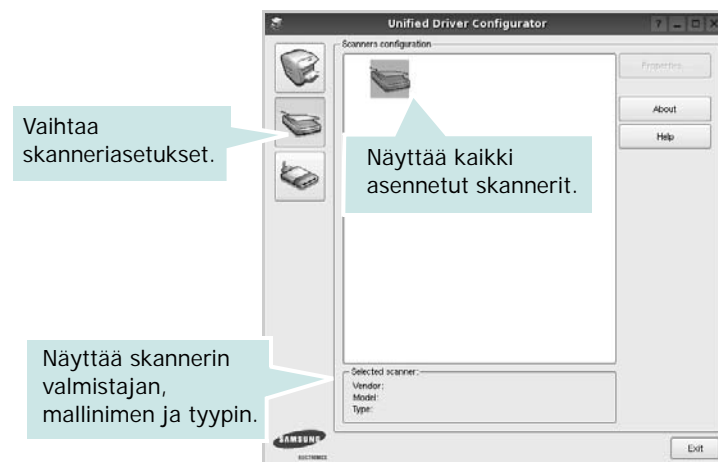 Unified Driver Configurator
Scanners configuration
Properties...
About
Help
Vaihtaa
skanneriasetukset.
Näyttää kaikki
asennetut skannerit.
Näyttää skannerin
valmistajan,
mallinimen ja tyypin.
Selected scanner:
Vendor:
Model:
Type:
SAMSUNG
ELECTRONICS
Exit